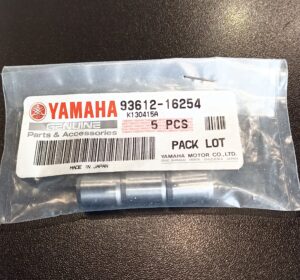 YAMAHA 93612-16254
GENUINE K130415A
Parts & Accessories 5 PCS
PACK LOT
MADE IN JAPAN YAMAHA MOTOR CO.,LTD.